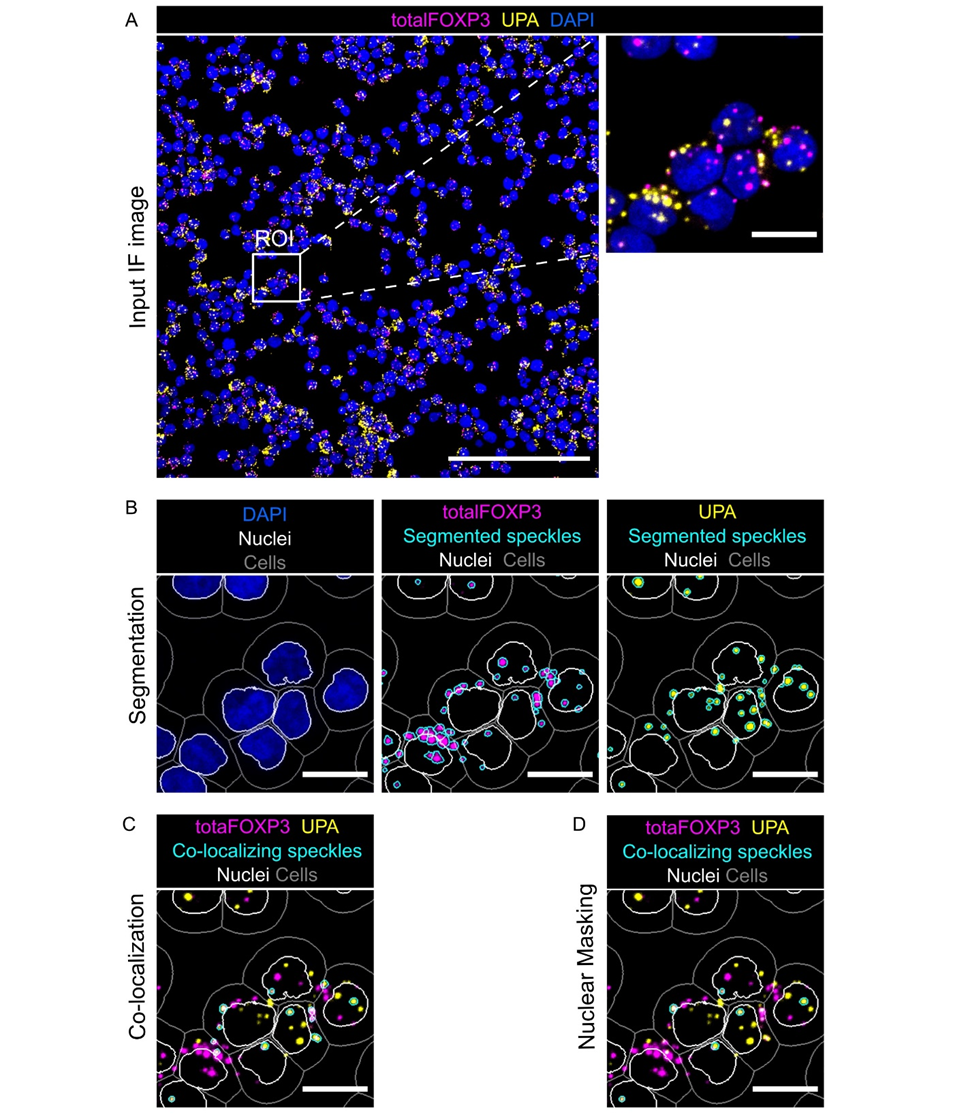 A
totalFOXP3 UPA DAPI
Input IF image
ROI
B
Segmentation
DAPI
Nuclei
Cells
totalFOXP3
Segmented speckles
Nuclei Cells
UPA
Segmented speckles
Nuclei Cells
C
Co-localization
totaFOXP3 UPA
Co-localizing speckles
Nuclei Cells
D
Nuclear Masking
totaFOXP3 UPA
Co-localizing speckles
Nuclei Cells